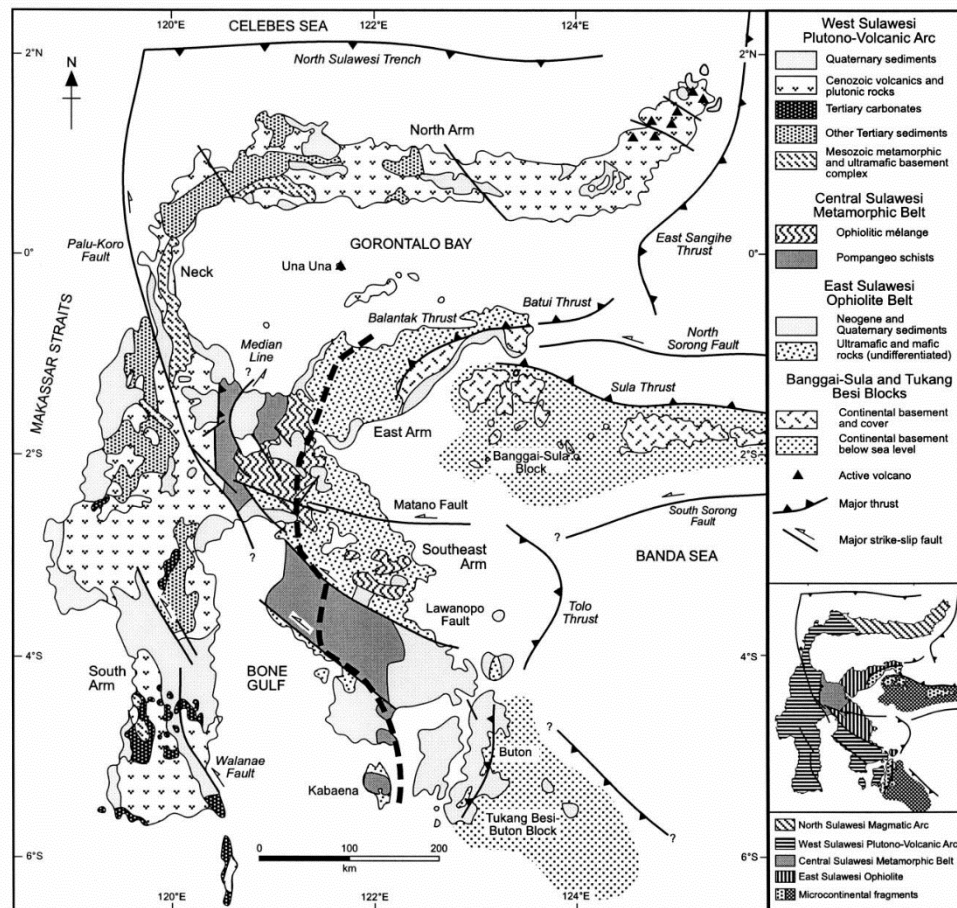 CELEBES SEA
120°E
122°E
124°E
2°N
North Sulawesi Trench
N
North Arm
Palu-Koro
Fault
0°
GORONTALO BAY
East Sangihe
Thrust
Neck
Una Una
Batui Thrust
Balantak Thrust
North
Sorong Fault
Median
Line
?
MAKASSAR STRAITS
Sula Thrust
East Arm
2°S
Banggai-Sula
Block
Matano Fault
South Sorong
Fault
?
?
Southeast
Arm
BANDA SEA
Lawanopo
Fault
Tolo
Thrust
4°S
South
Arm
BONE
GULF
?
Buton
Walanae
Fault
Kabaena
Tukang Besi-
Buton Block
?
0
100
200
km
6°S
120°E
122°E
124°E
West Sulawesi
Plutono-Volcanic Arc
Quaternary sediments
Cenozoic volcanics and
plutonic rocks
Tertiary carbonates
Other Tertiary sediments
Mesozoic metamorphic
and ultramafic basement
complex
Central Sulawesi
Metamorphic Belt
Ophiolitic mélange
Pompangeo schists
East Sulawesi
Ophiolite Belt
Neogene and
Quaternary sediments
Ultramafic and mafic
rocks (undifferentiated)
Banggai-Sula and Tukang
Besi Blocks
Continental basement
and cover
Continental basement
below sea level
Active volcano
Major thrust
Major strike-slip fault
North Sulawesi Magmatic Arc
West Sulawesi Plutono-Volcanic Arc
Central Sulawesi Metamorphic Belt
East Sulawesi Ophiolite
Microcontinental fragments